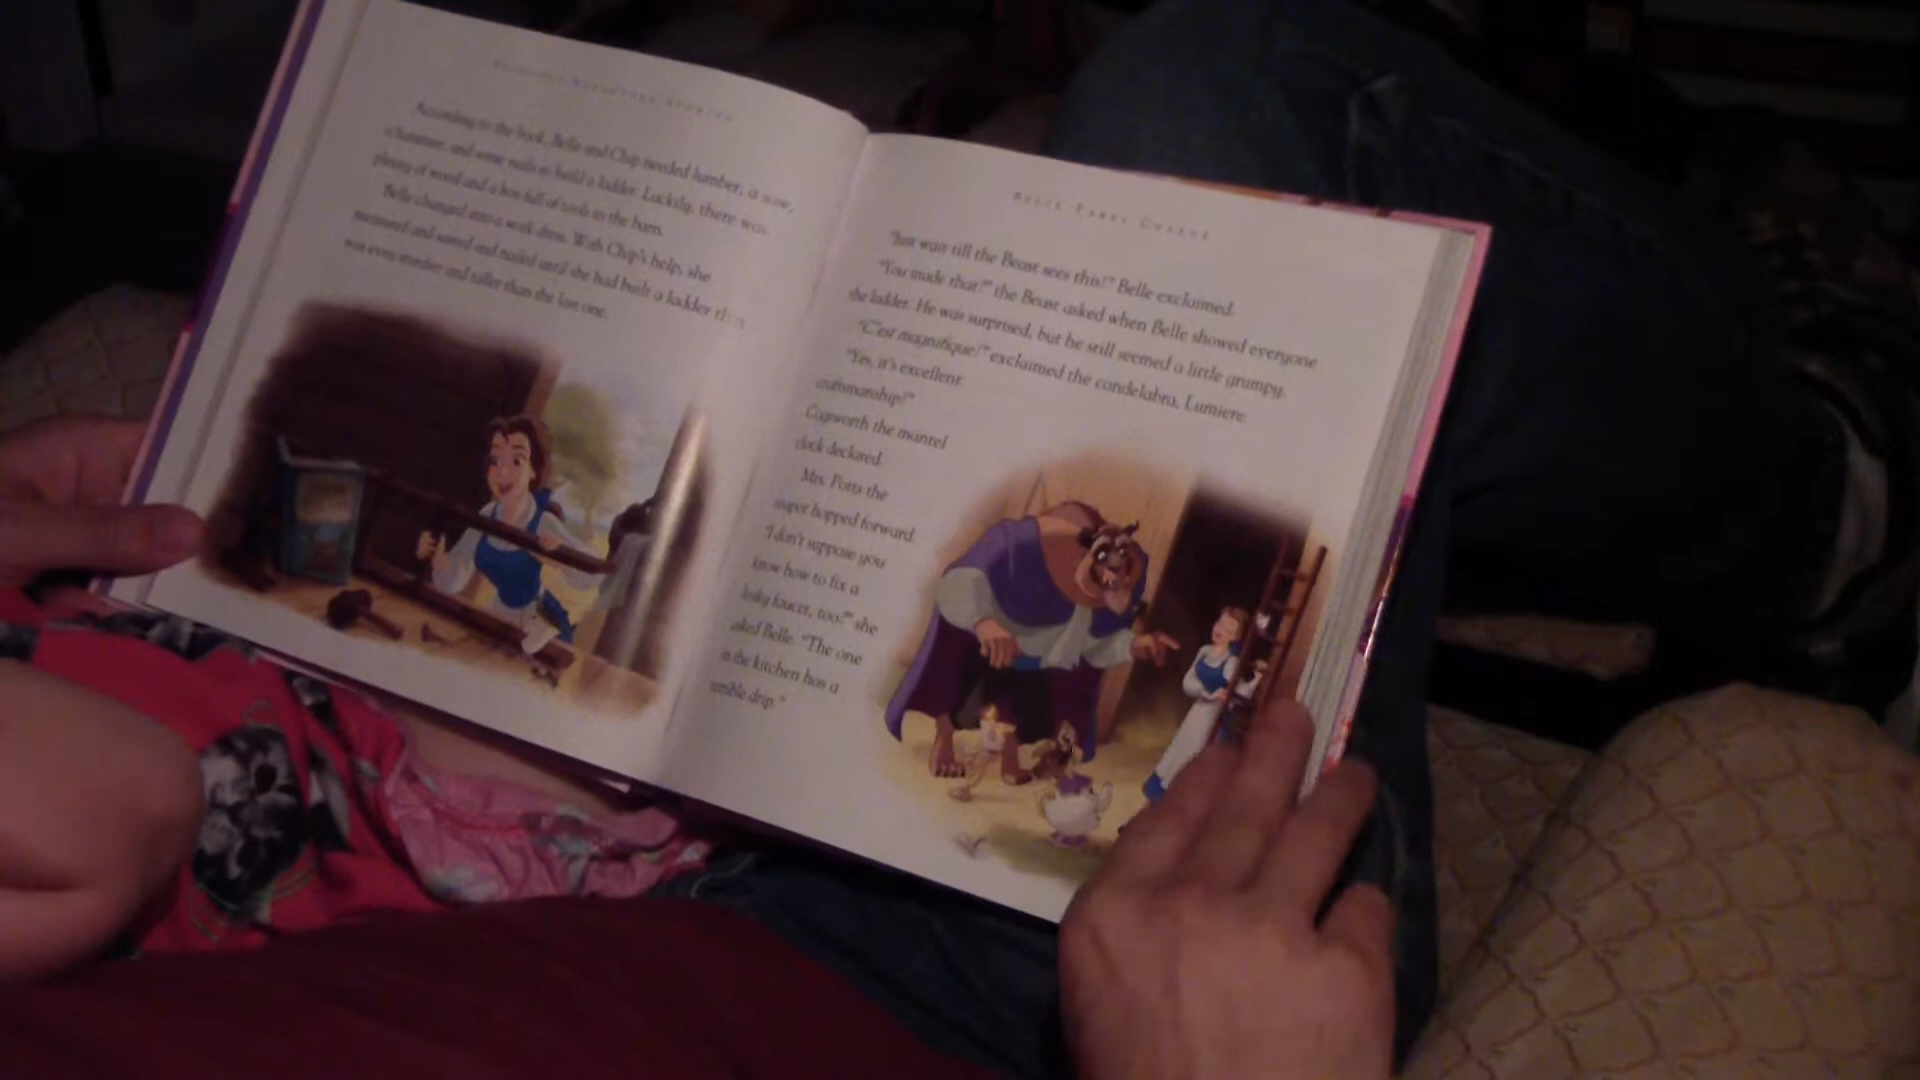 Princess Adventure Stories
According to the book, Belle and Chip needed lumber, a saw,
a hammer, and some nails to build a ladder. Luckily, there was
plenty of wood and a box full of tools in the barn.
Belle changed into a work dress. With Chip's help, she
measured and sawed and nailed until she had built a ladder that
was even sturdier and taller than the last one.
Belle Takes Charge
"Just wait till the Beast sees this!" Belle exclaimed.
"You made that?" the Beast asked when Belle showed everyone
the ladder. He was surprised, but he still seemed a little grumpy.
"C'est magnifique!" exclaimed the candelabra, Lumiere.
"Yes, it's excellent
craftsmanship!"
Cogsworth the mantel
clock declared.
Mrs. Potts the
teapot hopped forward.
"I don't suppose you
know how to fix a
leaky faucet, too?" she
asked Belle. "The one
in the kitchen has a
terrible drip."